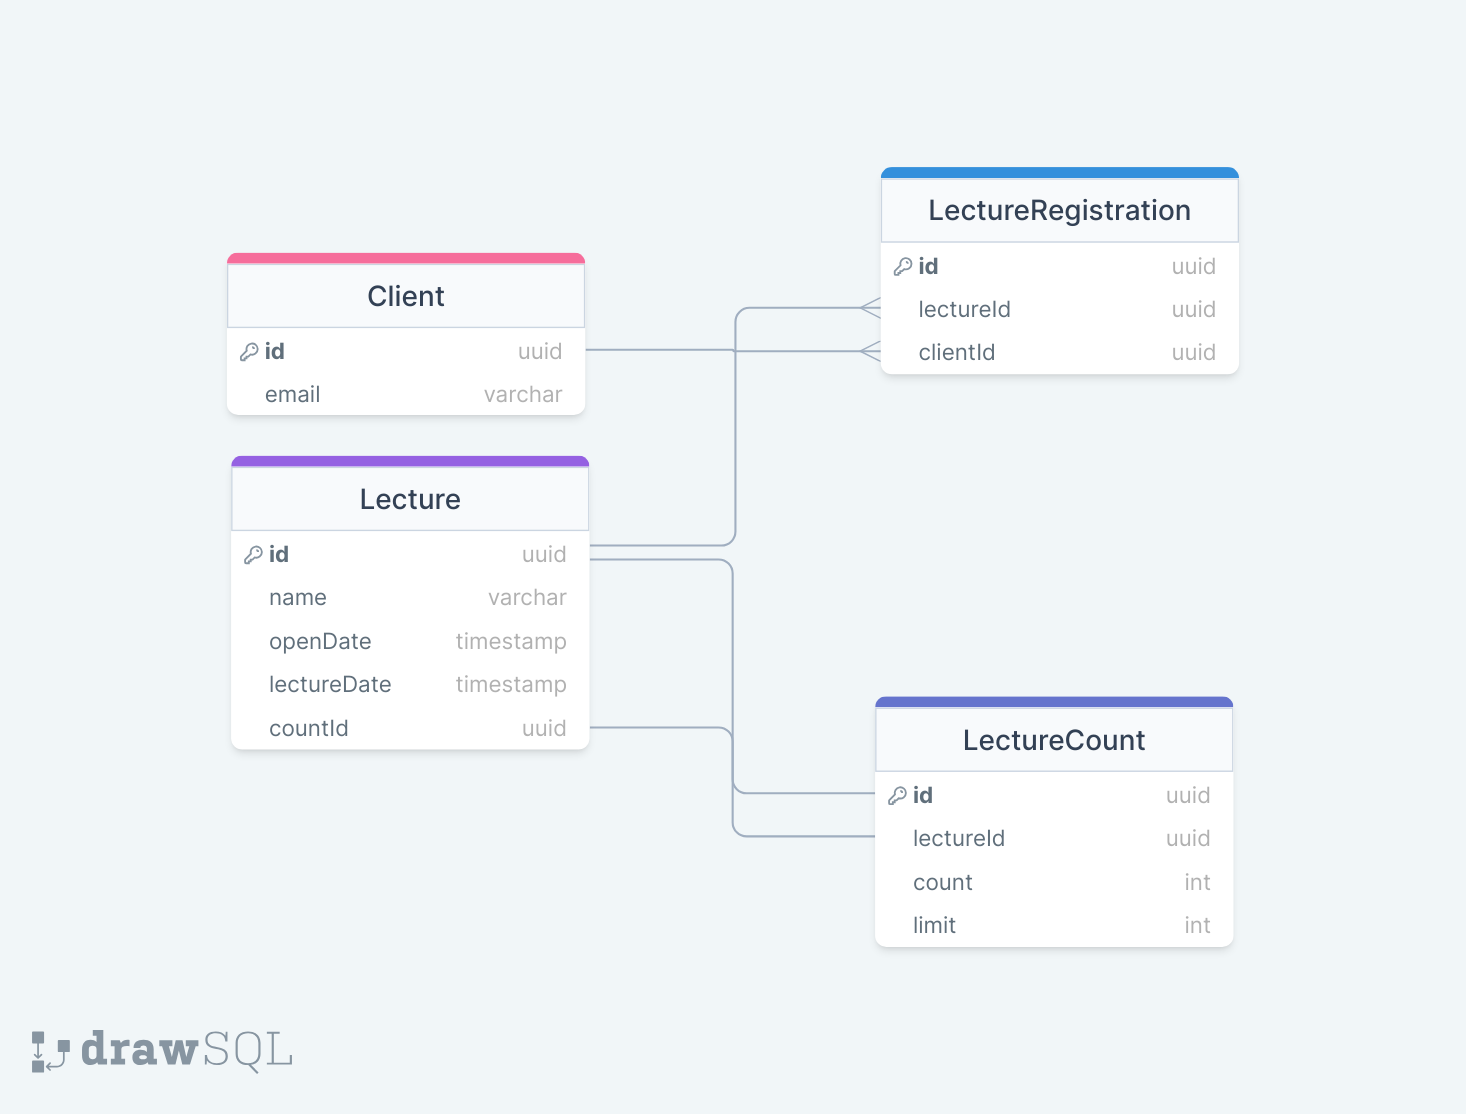 Client
id uuid
email varchar
Lecture
id uuid
name varchar
openDate timestamp
lectureDate timestamp
countId uuid
LectureRegistration
id uuid
lectureId uuid
clientId uuid
LectureCount
id uuid
lectureId uuid
count int
limit int
drawSQL